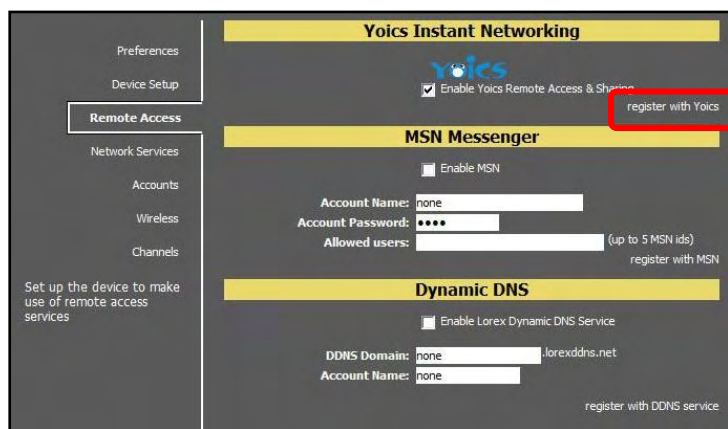 Preferences
Device Setup
Remote Access
Network Services
Accounts
Wireless
Channels
Set up the device to make
use of remote access
services
Yoics Instant Networking
Yoics
Enable Yoics Remote Access & Sharing
register with Yoics
MSN Messenger
Enable MSN
Account Name: none
Account Password: ••••
Allowed users: (up to 5 MSN ids)
register with MSN
Dynamic DNS
Enable Lorex Dynamic DNS Service
DDNS Domain: none .lorexddns.net
Account Name: none
register with DDNS service